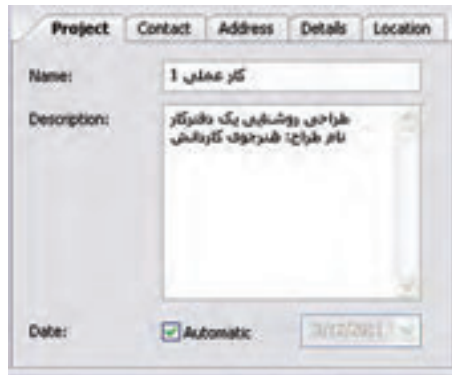 Project Contact Address Details Location
Name: کار عملی 1
Description: طراحی روشنایی یک دفترکار
نام طراح: هنرجوی کاردانش
Date: Automatic